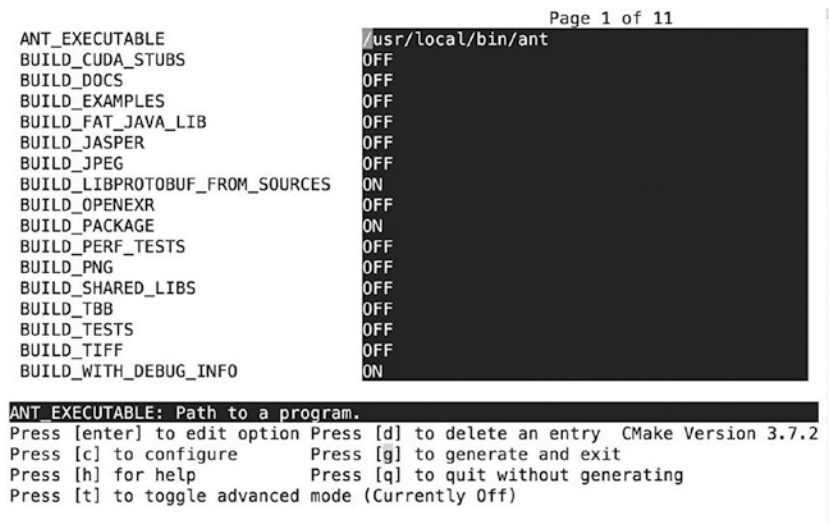 Page 1 of 11
ANT_EXECUTABLE /usr/local/bin/ant
BUILD_CUDA_STUBS OFF
BUILD_DOCS OFF
BUILD_EXAMPLES OFF
BUILD_FAT_JAVA_LIB OFF
BUILD_JASPER OFF
BUILD_JPEG OFF
BUILD_LIBPROTOBUF_FROM_SOURCES ON
BUILD_OPENEXR OFF
BUILD_PACKAGE ON
BUILD_PERF_TESTS OFF
BUILD_PNG OFF
BUILD_SHARED_LIBS OFF
BUILD_TBB OFF
BUILD_TESTS OFF
BUILD_TIFF OFF
BUILD_WITH_DEBUG_INFO ON
ANT_EXECUTABLE: Path to a program.
Press [enter] to edit option Press [d] to delete an entry CMake Version 3.7.2
Press [c] to configure Press [g] to generate and exit
Press [h] for help Press [q] to quit without generating
Press [t] to toggle advanced mode (Currently Off)